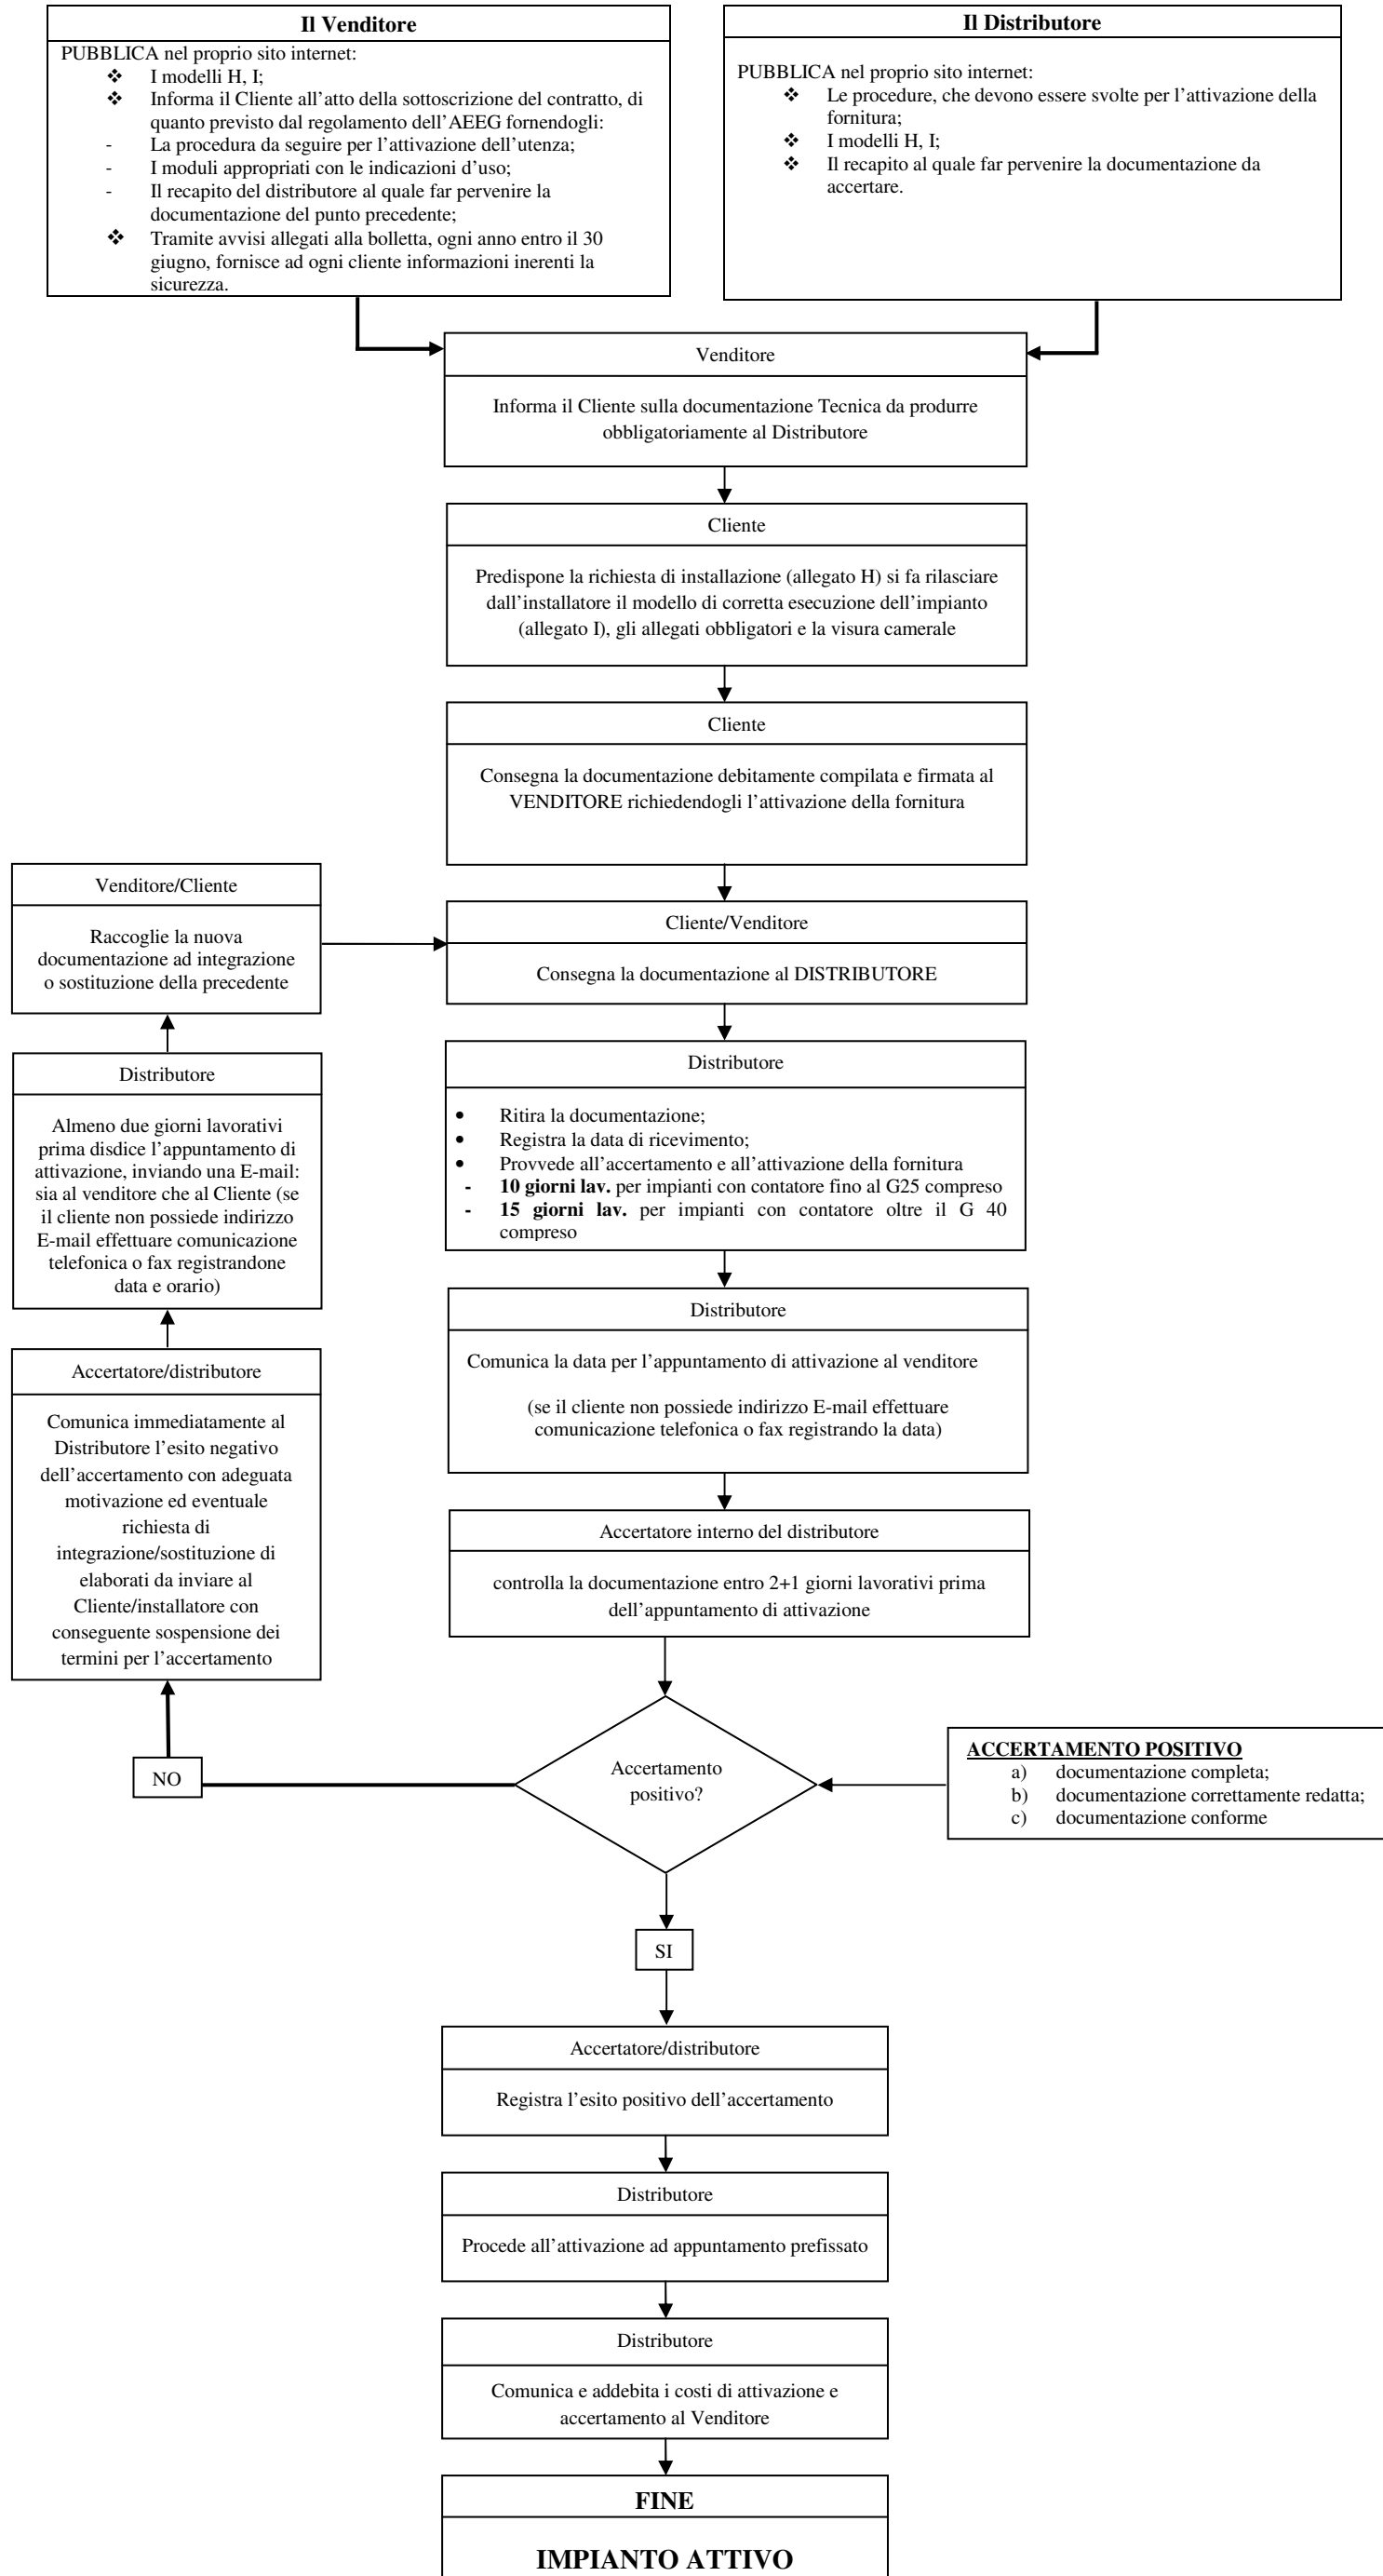 Il Venditore
PUBBLICA nel proprio sito internet:
❖ I modelli H, I;
❖ Informa il Cliente all’atto della sottoscrizione del contratto, di
quanto previsto dal regolamento dell’AEEG fornendogli:
- La procedura da seguire per l’attivazione dell’utenza;
- I moduli appropriati con le indicazioni d’uso;
- Il recapito del distributore al quale far pervenire la
documentazione del punto precedente;
❖ Tramite avvisi allegati alla bolletta, ogni anno entro il 30
giugno, fornisce ad ogni cliente informazioni inerenti la
sicurezza.
Il Distributore
PUBBLICA nel proprio sito internet:
❖ Le procedure, che devono essere svolte per l’attivazione della
fornitura;
❖ I modelli H, I;
❖ Il recapito al quale far pervenire la documentazione da
accertare.
Venditore
Informa il Cliente sulla documentazione Tecnica da produrre
obbligatoriamente al Distributore
Cliente
Predispone la richiesta di installazione (allegato H) si fa rilasciare
dall’installatore il modello di corretta esecuzione dell’impianto
(allegato I), gli allegati obbligatori e la visura camerale
Cliente
Consegna la documentazione debitamente compilata e firmata al
VENDITORE richiedendogli l’attivazione della fornitura
Venditore/Cliente
Raccoglie la nuova
documentazione ad integrazione
o sostituzione della precedente
Cliente/Venditore
Consegna la documentazione al DISTRIBUTORE
Distributore
• Ritira la documentazione;
• Registra la data di ricevimento;
• Provvede all’accertamento e all’attivazione della fornitura
- 10 giorni lav. per impianti con contatore fino al G25 compreso
- 15 giorni lav. per impianti con contatore oltre il G 40
compreso
Distributore
Almeno due giorni lavorativi
prima disdice l’appuntamento di
attivazione, inviando una E-mail:
sia al venditore che al Cliente (se
il cliente non possiede indirizzo
E-mail effettuare comunicazione
telefonica o fax registrandone
data e orario)
Distributore
Comunica la data per l’appuntamento di attivazione al venditore
(se il cliente non possiede indirizzo E-mail effettuare
comunicazione telefonica o fax registrando la data)
Accertatore/distributore
Comunica immediatamente al
Distributore l’esito negativo
dell’accertamento con adeguata
motivazione ed eventuale
richiesta di
integrazione/sostituzione di
elaborati da inviare al
Cliente/installatore con
conseguente sospensione dei
termini per l’accertamento
Accertatore interno del distributore
controlla la documentazione entro 2+1 giorni lavorativi prima
dell’appuntamento di attivazione
NO
Accertamento
positivo?
ACCERTAMENTO POSITIVO
a) documentazione completa;
b) documentazione correttamente redatta;
c) documentazione conforme
SI
Accertatore/distributore
Registra l’esito positivo dell’accertamento
Distributore
Procede all’attivazione ad appuntamento prefissato
Distributore
Comunica e addebita i costi di attivazione e
accertamento al Venditore
FINE
IMPIANTO ATTIVO